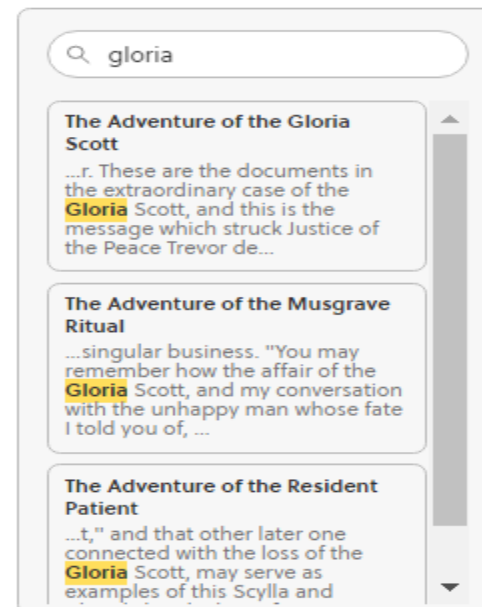 gloria
The Adventure of the Gloria
Scott
...r. These are the documents in
the extraordinary case of the
Gloria Scott, and this is the
message which struck Justice of
the Peace Trevor de...
The Adventure of the Musgrave
Ritual
...singular business. "You may
remember how the affair of the
Gloria Scott, and my conversation
with the unhappy man whose fate
I told you of, ...
The Adventure of the Resident
Patient
...t," and that other later one
connected with the loss of the
Gloria Scott, may serve as
examples of this Scylla and